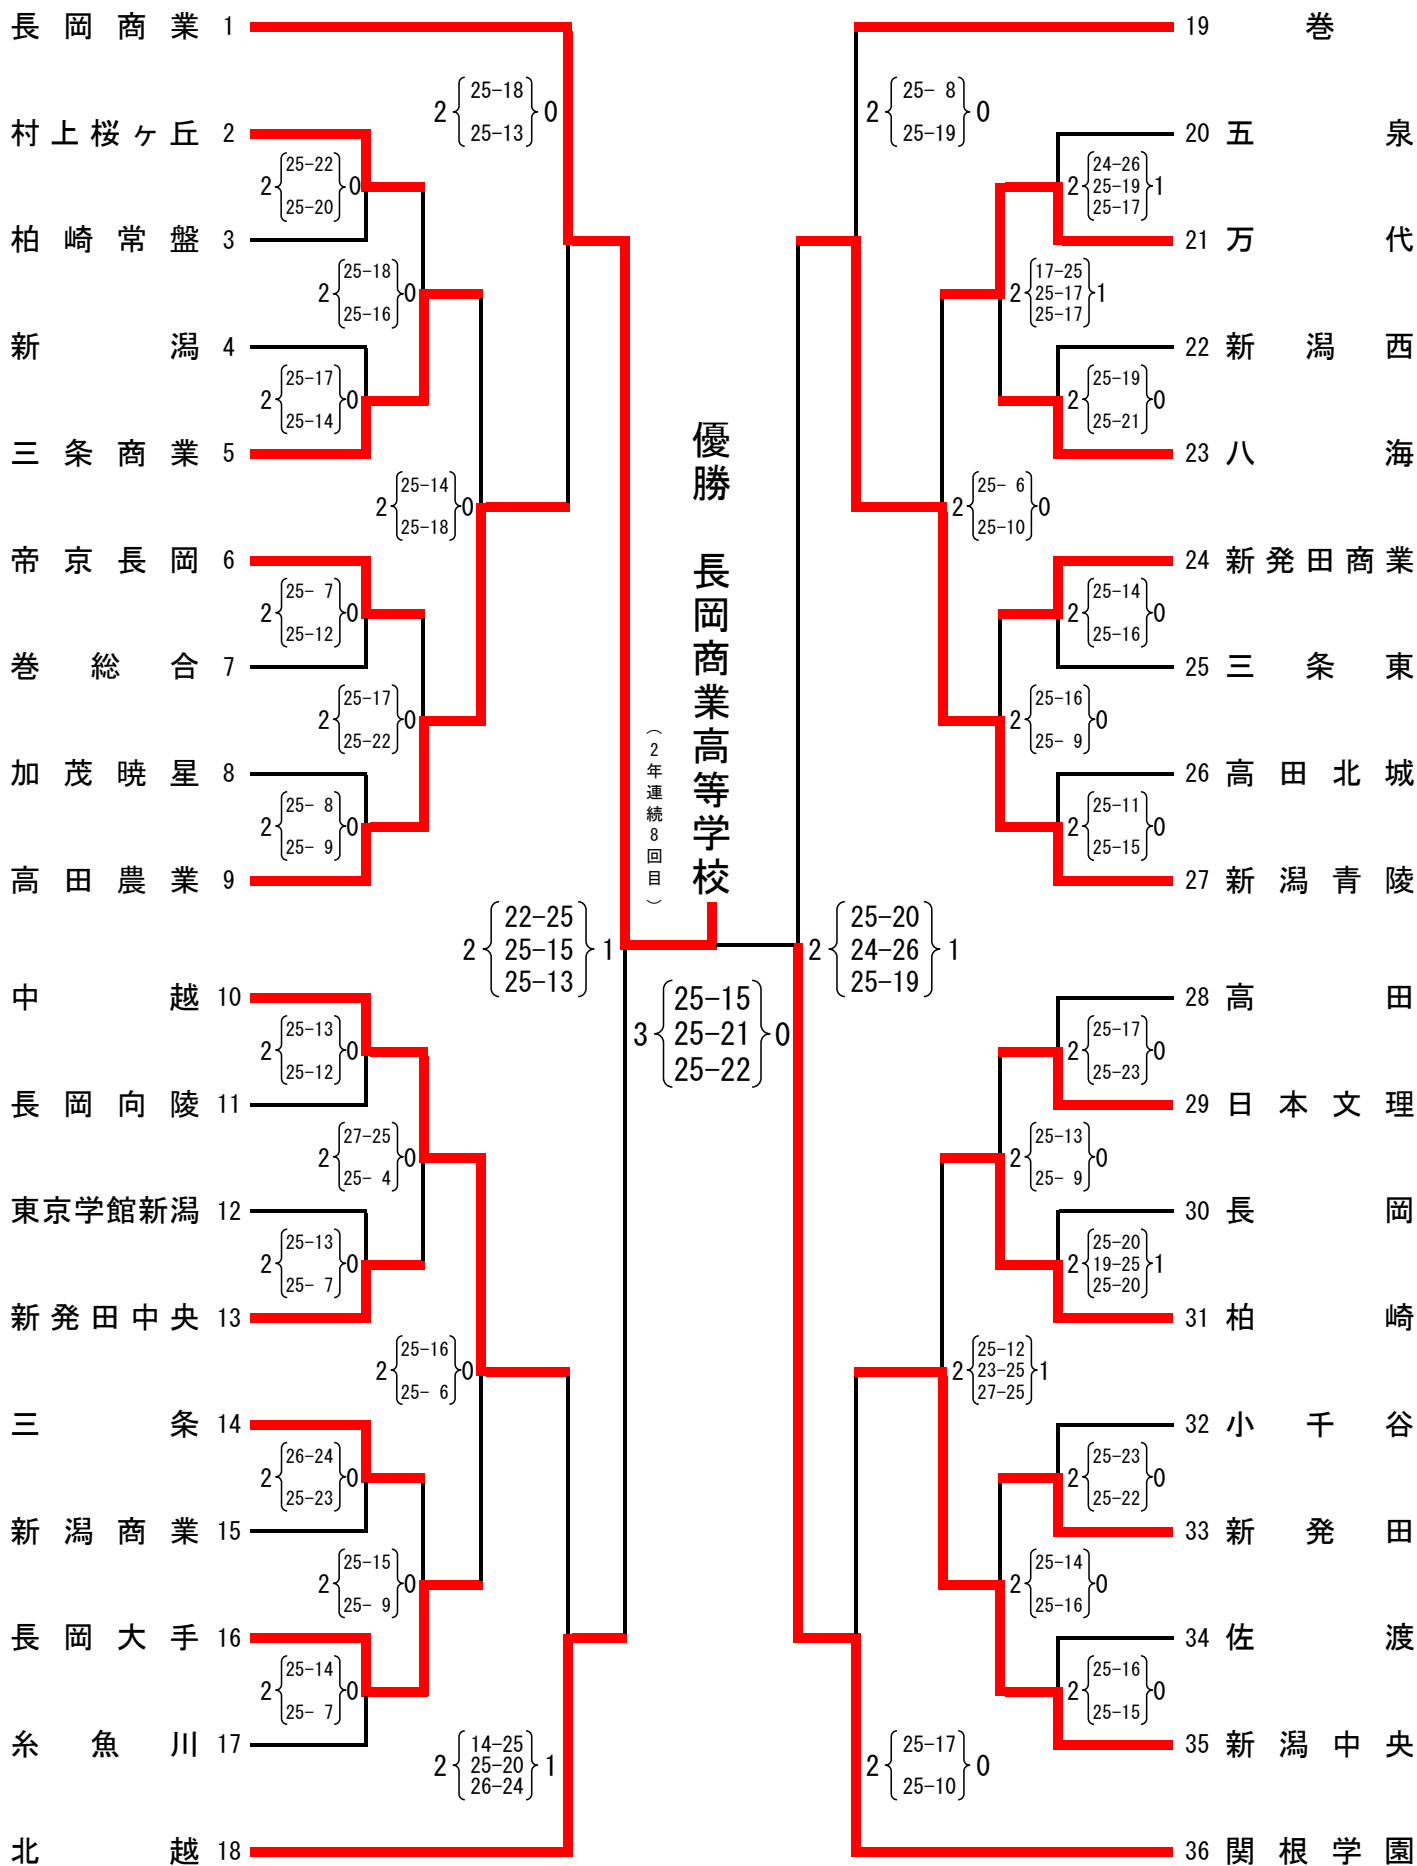 長岡商業 1
2 25-18 25-13 0
村上桜ヶ丘 2
2 25-22 25-20 0
柏崎常盤 3
2 25-18 25-16 0
新潟 4
2 25-17 25-14 0
三条商業 5
2 25-14 25-18 0
帝京長岡 6
2 25- 7 25-12 0
巻総合 7
2 25-17 25-22 0
加茂暁星 8
2 25- 8 25- 9 0
高田農業 9
2 22-25 25-15 25-13 1
中越 10
2 25-13 25-12 0
長岡向陵 11
2 27-25 25- 4 0
東京学館新潟 12
2 25-13 25- 7 0
新発田中央 13
2 25-16 25- 6 0
三条 14
2 26-24 25-23 0
新潟商業 15
2 25-15 25- 9 0
長岡大手 16
2 25-14 25- 7 0
糸魚川 17
2 14-25 25-20 26-24 1
北越 18
優勝 長岡商業高等学校
(2年連続8回目)
3 25-15 25-21 25-22 0
19 巻
2 25- 8 25-19 0
20 五泉
2 24-26 25-19 25-17 1
21 万代
2 17-25 25-17 25-17 1
22 新潟西
2 25-19 25-21 0
23 八海
2 25- 6 25-10 0
24 新発田商業
2 25-14 25-16 0
25 三条東
2 25-16 25- 9 0
26 高田北城
2 25-11 25-15 0
27 新潟青陵
2 25-20 24-26 25-19 1
28 高田
2 25-17 25-23 0
29 日本文理
2 25-13 25- 9 0
30 長岡
2 25-20 19-25 25-20 1
31 柏崎
2 25-12 23-25 27-25 1
32 小千谷
2 25-23 25-22 0
33 新発田
2 25-14 25-16 0
34 佐渡
2 25-16 25-15 0
35 新潟中央
2 25-17 25-10 0
36 関根学園